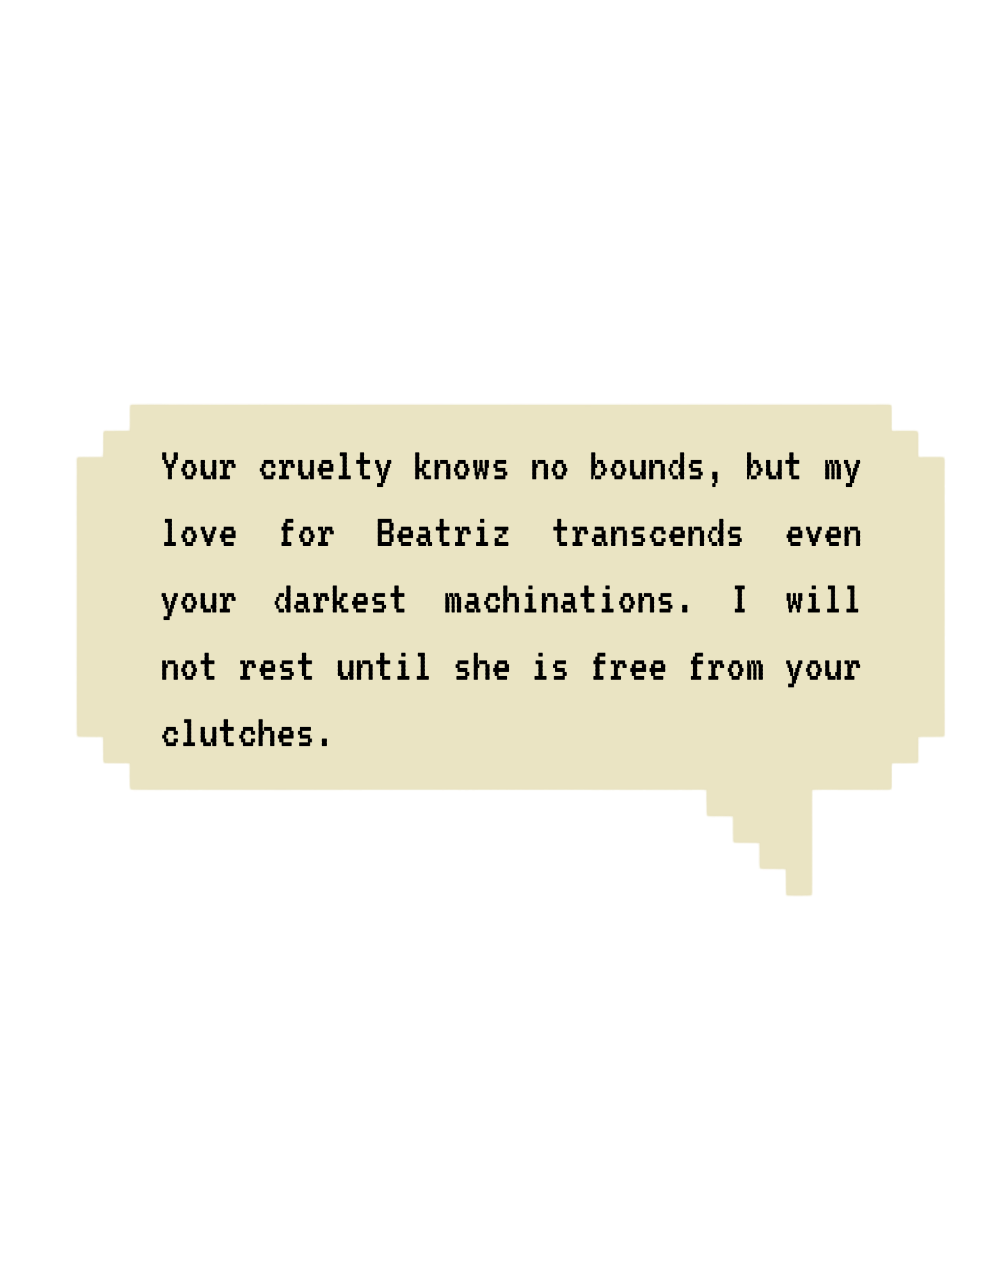 Your cruelty knows no bounds, but my
love for Beatriz transcends even
your darkest machinations. I will
not rest until she is free from your
clutches.